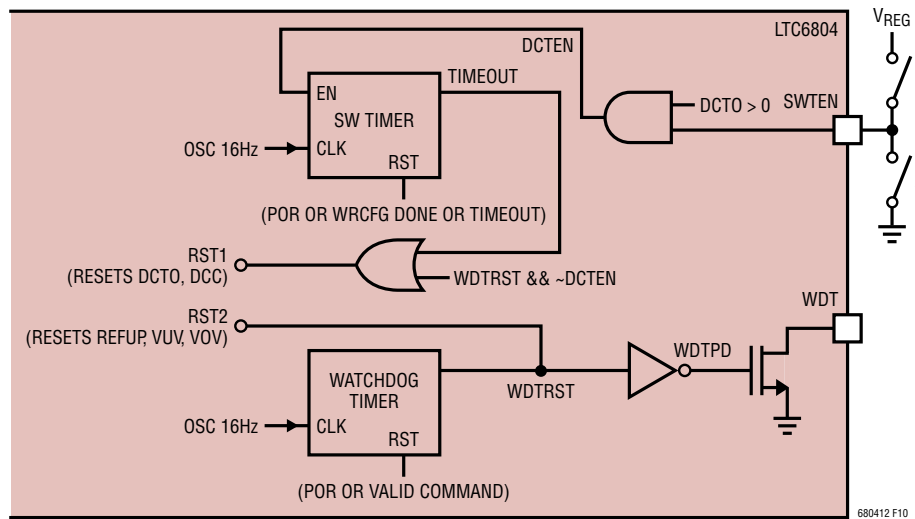 LTC6804
VREG
DCTEN
TIMEOUT
EN
DCTO > 0
SWTEN
SW TIMER
OSC 16Hz
CLK
RST
(POR OR WRCFG DONE OR TIMEOUT)
RST1
(RESETS DCTO, DCC)
WDTRST && ~DCTEN
RST2
(RESETS REFUP, VUV, VOV)
WDT
WATCHDOG
TIMER
WDTPD
WDTRST
OSC 16Hz
CLK
RST
(POR OR VALID COMMAND)
680412 F10